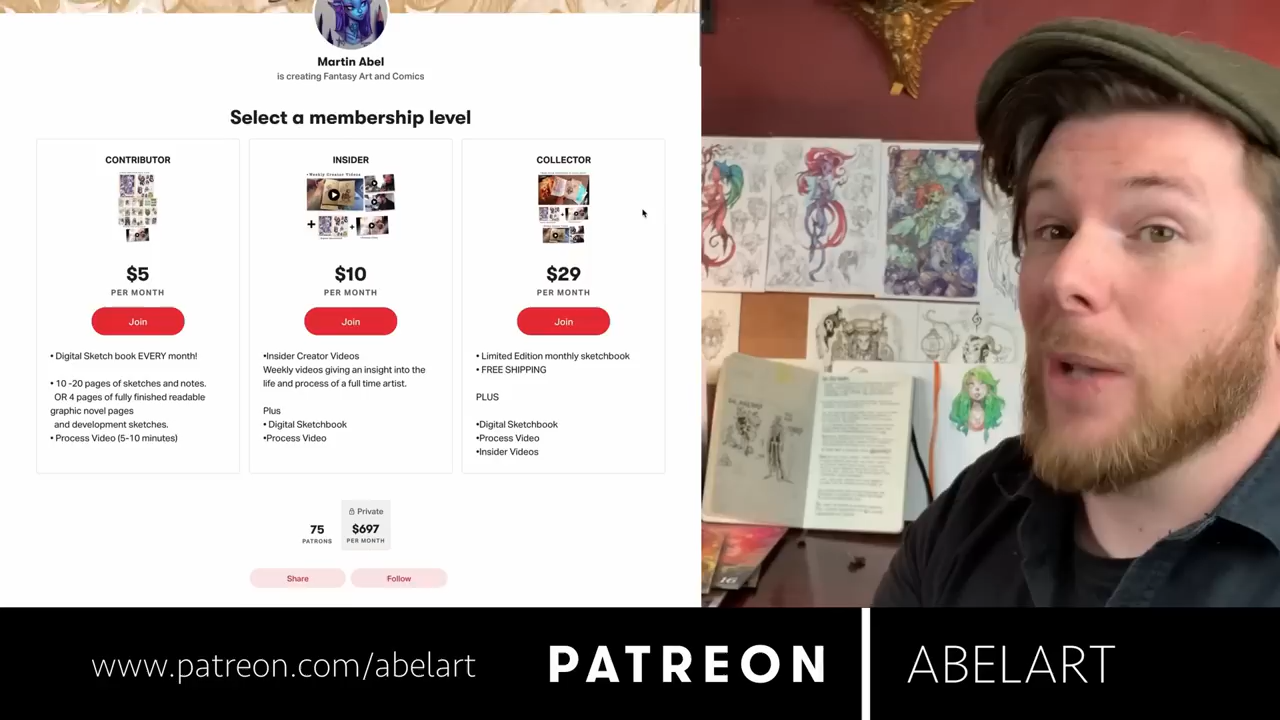 Martin Abel
is creating Fantasy Art and Comics
Select a membership level
CONTRIBUTOR
$5
PER MONTH
Join
• Digital Sketch book EVERY month!
• 10 -20 pages of sketches and notes.
OR 4 pages of fully finished readable
graphic novel pages
and development sketches.
• Process Video (5-10 minutes)
INSIDER
• Weekly Creator Videos
$10
PER MONTH
Join
•Insider Creator Videos
Weekly videos giving an insight into the
life and process of a full time artist.
Plus
• Digital Sketchbook
•Process Video
COLLECTOR
$29
PER MONTH
Join
• Limited Edition monthly sketchbook
• FREE SHIPPING
PLUS
•Digital Sketchbook
•Process Video
•Insider Videos
75
PATRONS
Private
$697
PER MONTH
Share
Follow
16
www.patreon.com/abelart
PATREON
ABELART